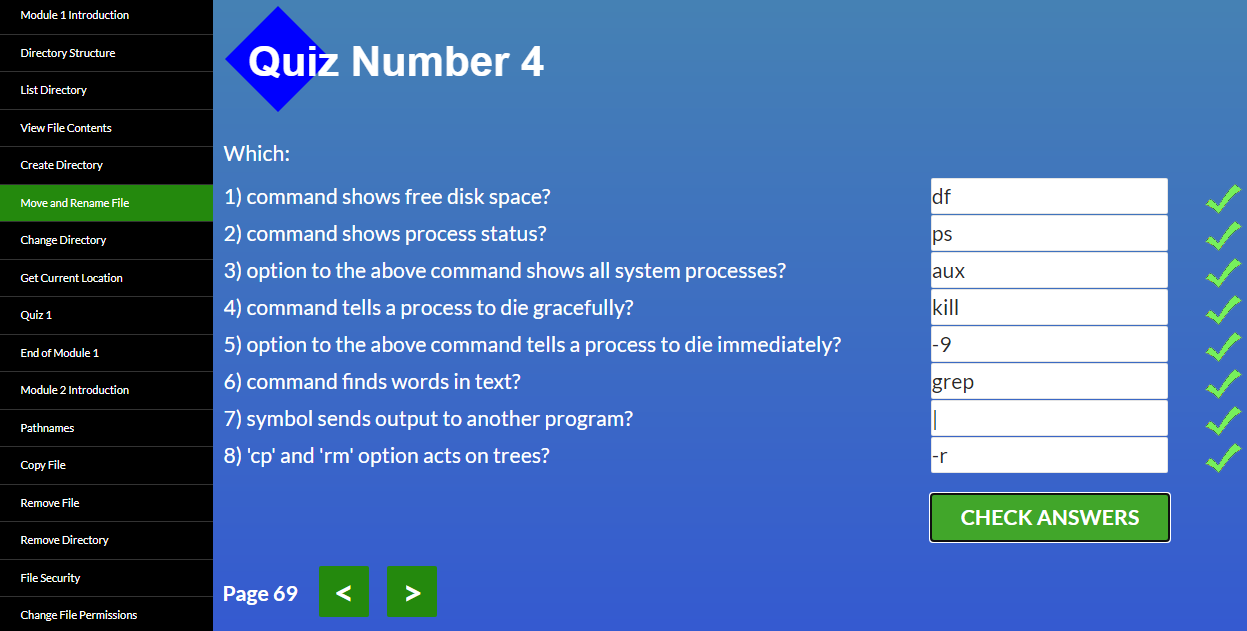 Module 1 Introduction
Directory Structure
List Directory
View File Contents
Create Directory
Move and Rename File
Change Directory
Get Current Location
Quiz 1
End of Module 1
Module 2 Introduction
Pathnames
Copy File
Remove File
Remove Directory
File Security
Change File Permissions
Quiz Number 4
Which:
1) command shows free disk space? df
2) command shows process status? ps
3) option to the above command shows all system processes? aux
4) command tells a process to die gracefully? kill
5) option to the above command tells a process to die immediately? -9
6) command finds words in text? grep
7) symbol sends output to another program? |
8) 'cp' and 'rm' option acts on trees? -r
CHECK ANSWERS
Page 69 < >